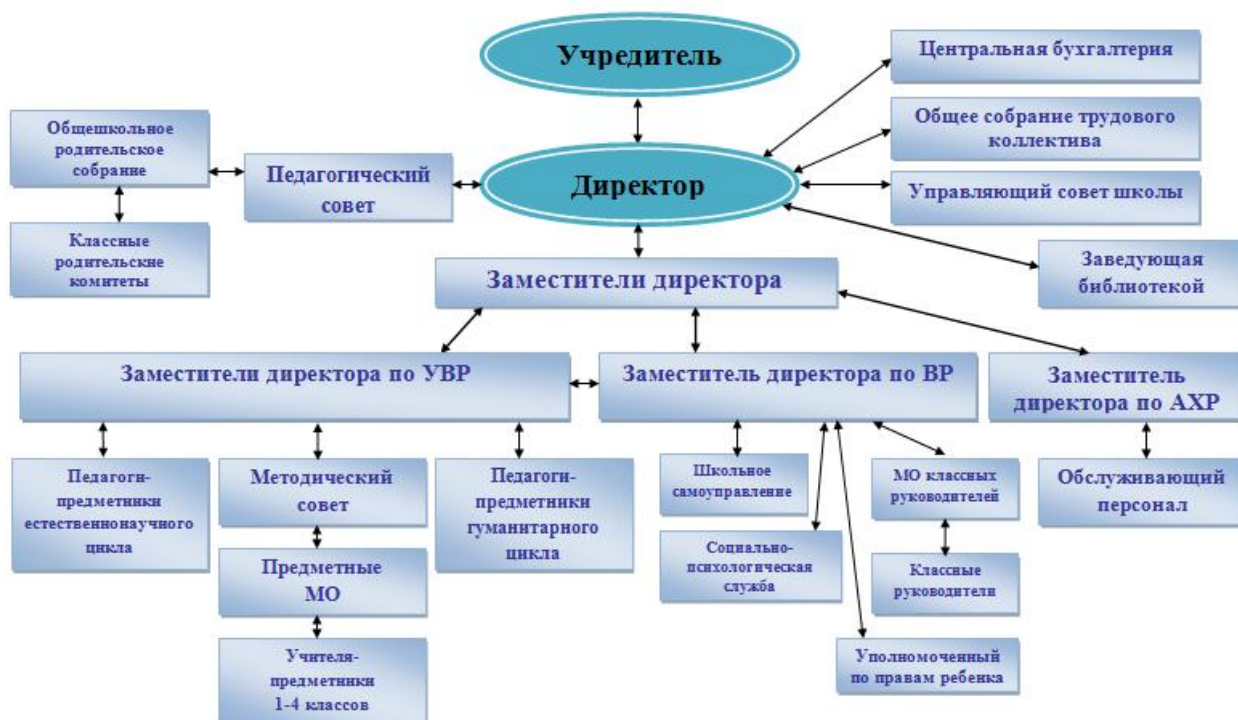 Учредитель
Центральная бухгалтерия
Общее собрание трудового
коллектива
Общешкольное
родительское
собрание
Педагогический
совет
Директор
Управляющий совет школы
Классные
родительские
комитеты
Заместители директора
Заведующая
библиотекой
Заместители директора по УВР
Заместитель директора по ВР
Заместитель
директора по АХР
Педагоги-
предметники
естественнонаучного
цикла
Методический
совет
Педагоги-
предметники
гуманитарного
цикла
Школьное
самоуправление
МО классных
руководителей
Обслуживающий
персонал
Предметные
МО
Социально-
психологическая
служба
Классные
руководители
Учителя-
предметники
1-4 классов
Уполномоченный
по правам ребенка